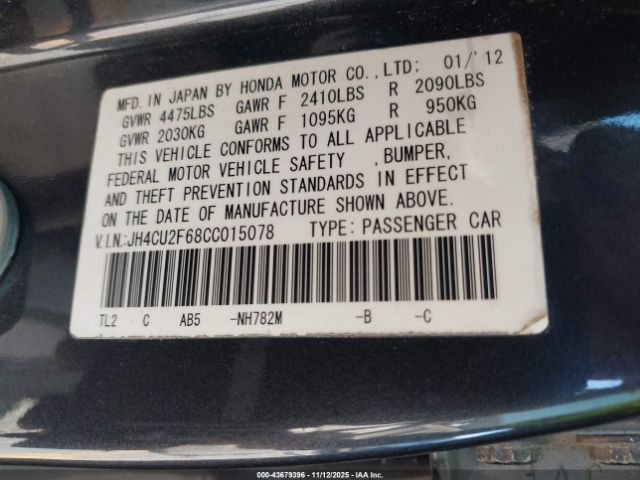 MFD. IN JAPAN BY HONDA MOTOR CO., LTD; 01/'12
GVWR 4475LBS GAWR F 2410LBS R 2090LBS
GVWR 2030KG GAWR F 1095KG R 950KG
THIS VEHICLE CONFORMS TO ALL APPLICABLE
FEDERAL MOTOR VEHICLE SAFETY , BUMPER,
AND THEFT PREVENTION STANDARDS IN EFFECT
ON THE DATE OF MANUFACTURE SHOWN ABOVE.
V.I.N.:JH4CU2F68CC015078 TYPE: PASSENGER CAR
TL2 C AB5 -NH782M -B -C
000-43679396 - 11/12/2025 - IAA Inc.